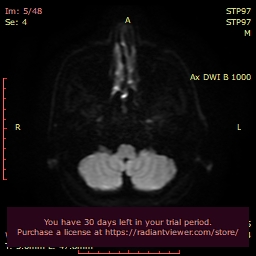 Im: 5/48
Se: 4
A
STP97
STP97
M
Ax DWI B 1000
R
L
You have 30 days left in your trial period.
Purchase a license at https://radiantviewer.com/store/